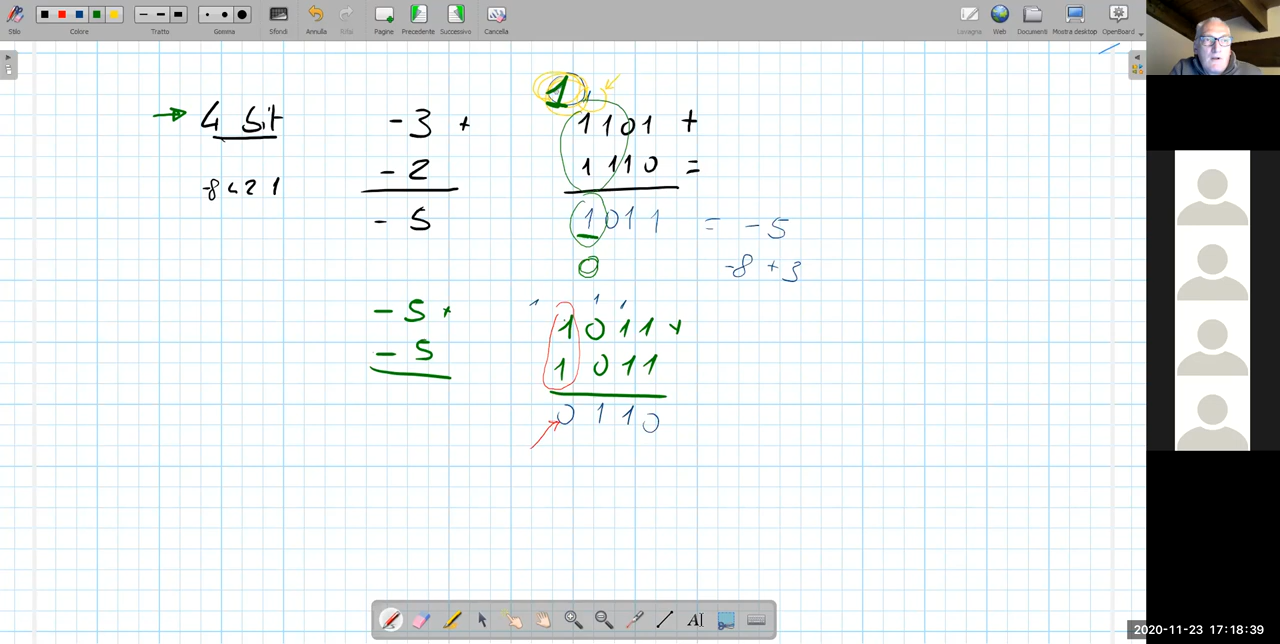 Stilo Colore Tratto Gomma Sfondi Annulla Rifai Pagine Precedente Successivo Cancella Lavagna Web Documenti Mostra desktop OpenBoard
1
→ 4 bit -3 + 1101 +
-2 1110 =
-5 1011 = -5
0 -8 + 3
1 1 1
-5 + 1011 +
-5 1011
0110
2020-11-23 17:18:39